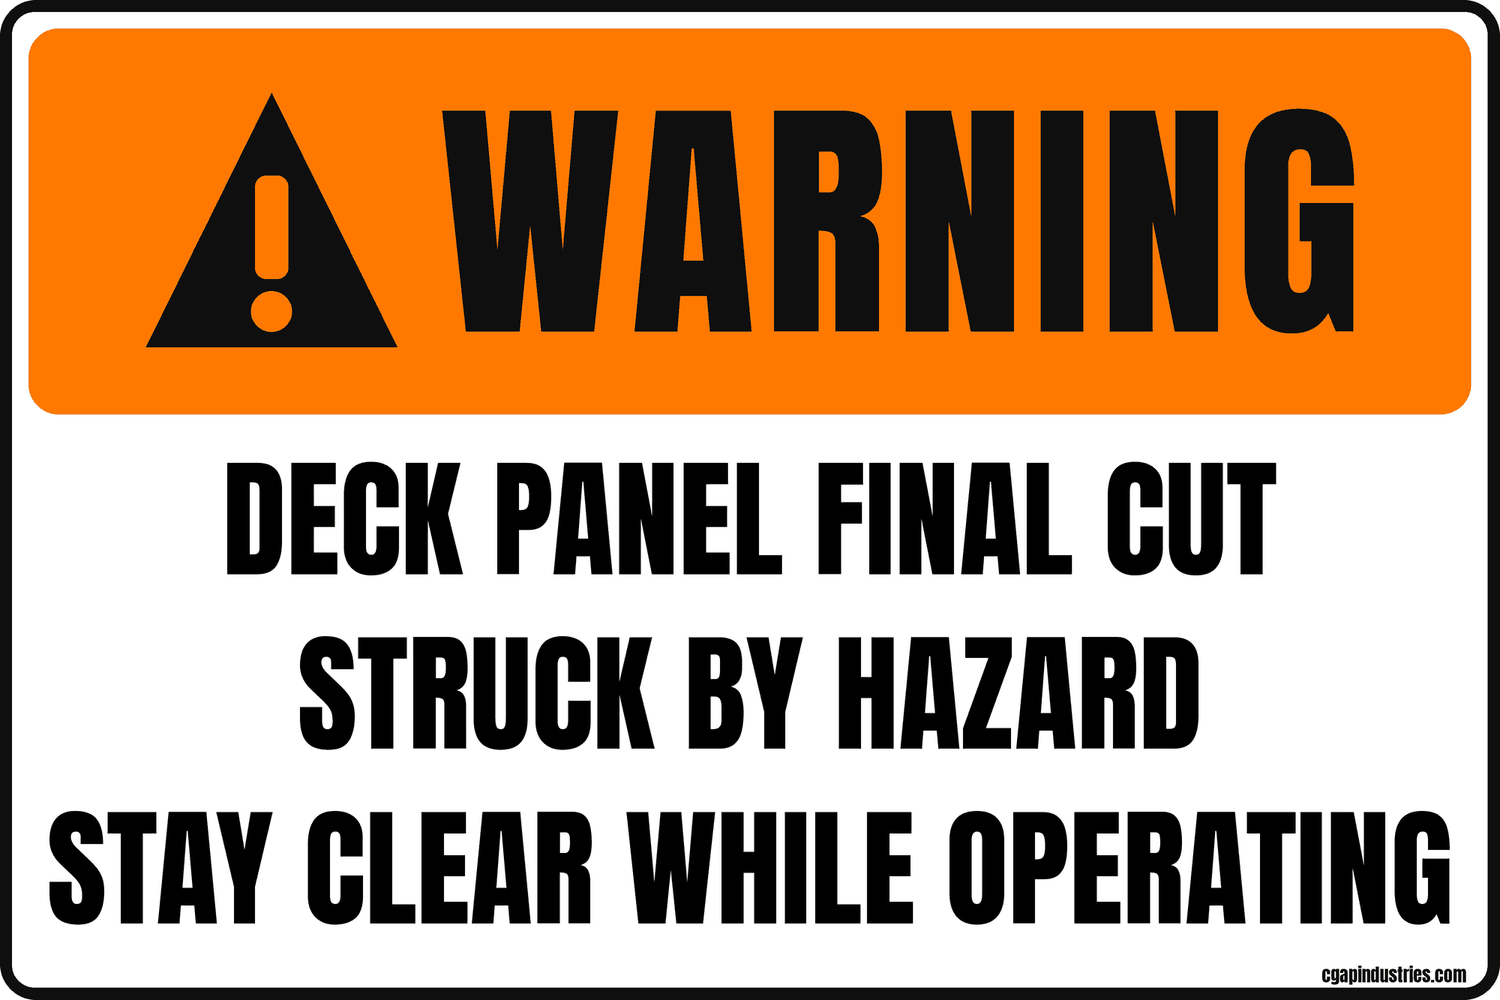 WARNING
DECK PANEL FINAL CUT
STRUCK BY HAZARD
STAY CLEAR WHILE OPERATING
cgapindustries.com